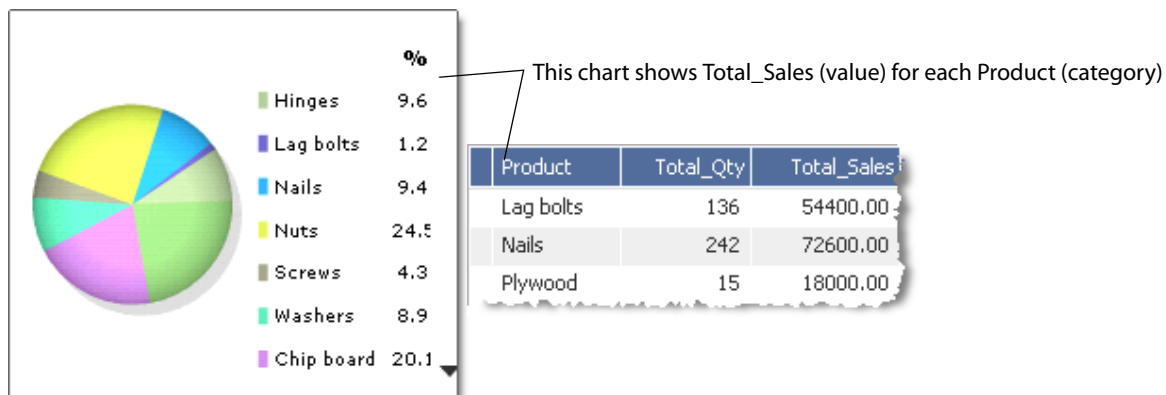 %
Hinges 9.6
Lag bolts 1.2
Nails 9.4
Nuts 24.5
Screws 4.3
Washers 8.9
Chip board 20.1
This chart shows Total_Sales (value) for each Product (category)
Product Total_Qty Total_Sales
Lag bolts 136 54400.00
Nails 242 72600.00
Plywood 15 18000.00